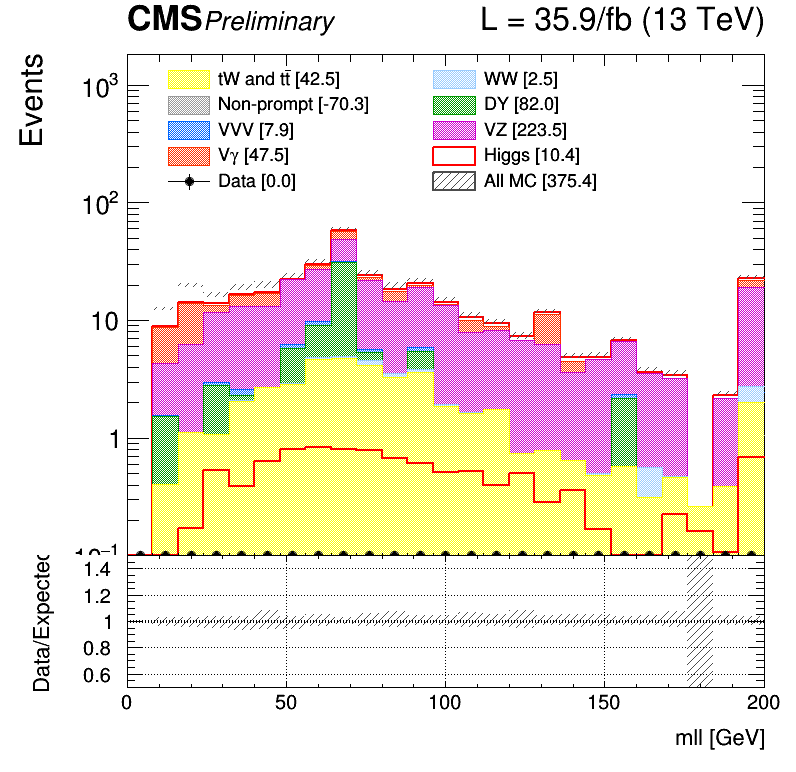 CMS Preliminary L = 35.9/fb (13 TeV)
Events
10³
10²
10
1
10⁻¹
tW and tt̄ [42.5]
WW [2.5]
Non-prompt [-70.3]
DY [82.0]
VVV [7.9]
VZ [223.5]
Vγ [47.5]
Higgs [10.4]
Data [0.0]
All MC [375.4]
Data/Expected
1.4
1.2
1
0.8
0.6
0 50 100 150 200
mll [GeV]